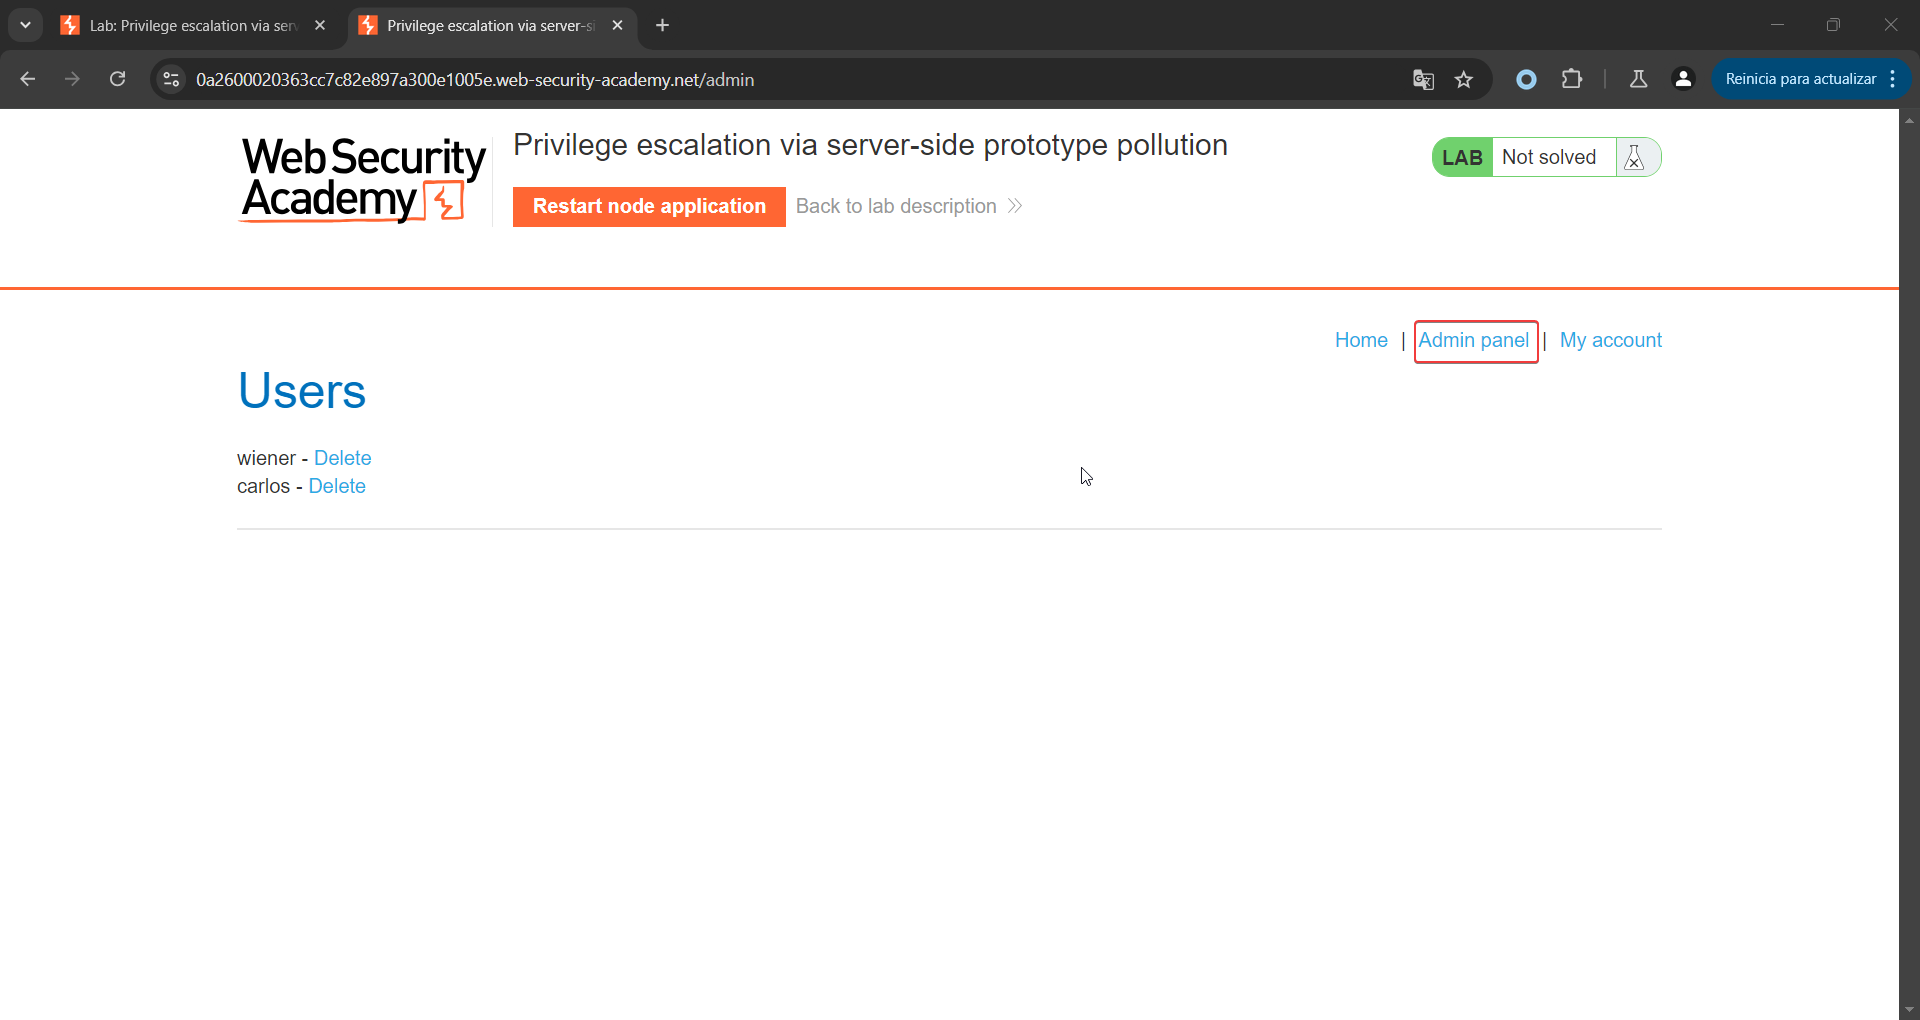 Lab: Privilege escalation via ser
Privilege escalation via server-s
0a2600020363cc7c82e897a300e1005e.web-security-academy.net/admin
Reinicia para actualizar
Web Security
Academy
Privilege escalation via server-side prototype pollution
LAB Not solved
Restart node application Back to lab description
Home | Admin panel | My account
Users
wiener - Delete
carlos - Delete